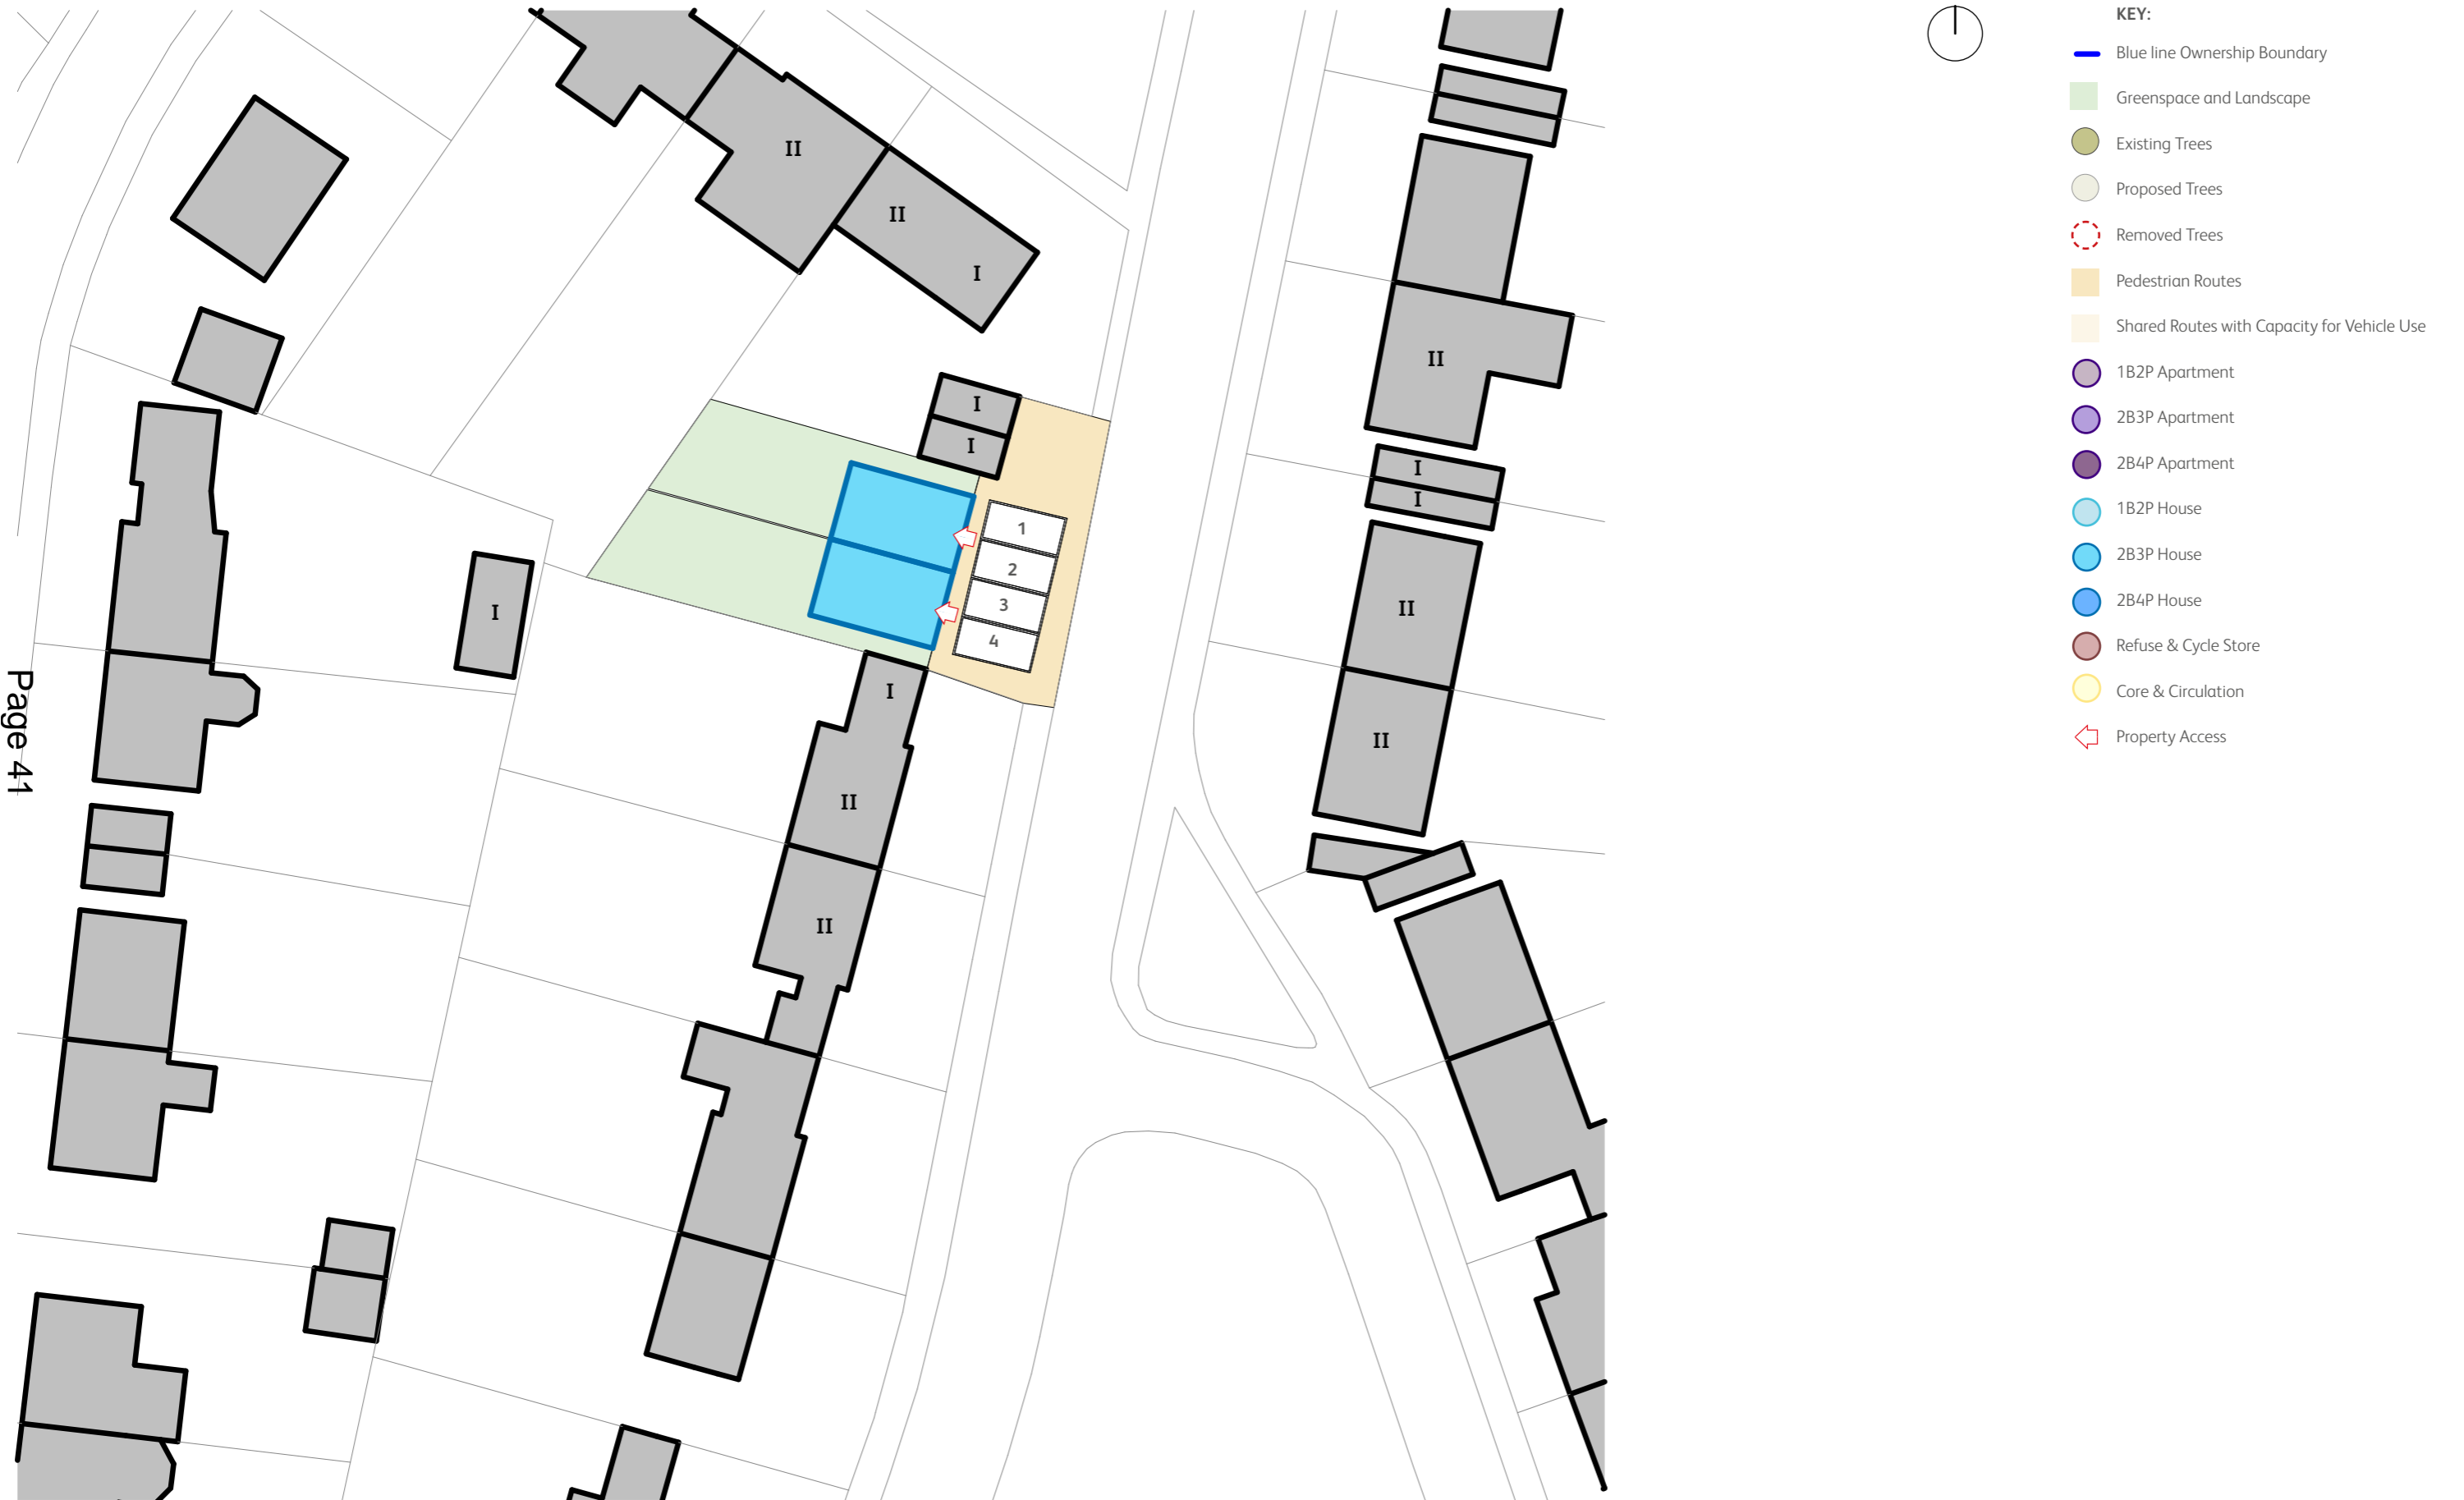 KEY:
Blue line Ownership Boundary
Greenspace and Landscape
Existing Trees
Proposed Trees
Removed Trees
Pedestrian Routes
Shared Routes with Capacity for Vehicle Use
1B2P Apartment
2B3P Apartment
2B4P Apartment
1B2P House
2B3P House
2B4P House
Refuse & Cycle Store
Core & Circulation
Property Access
II
II
I
II
I
I
I
I
1
2
3
4
I
II
I
II
II
II
Page 41